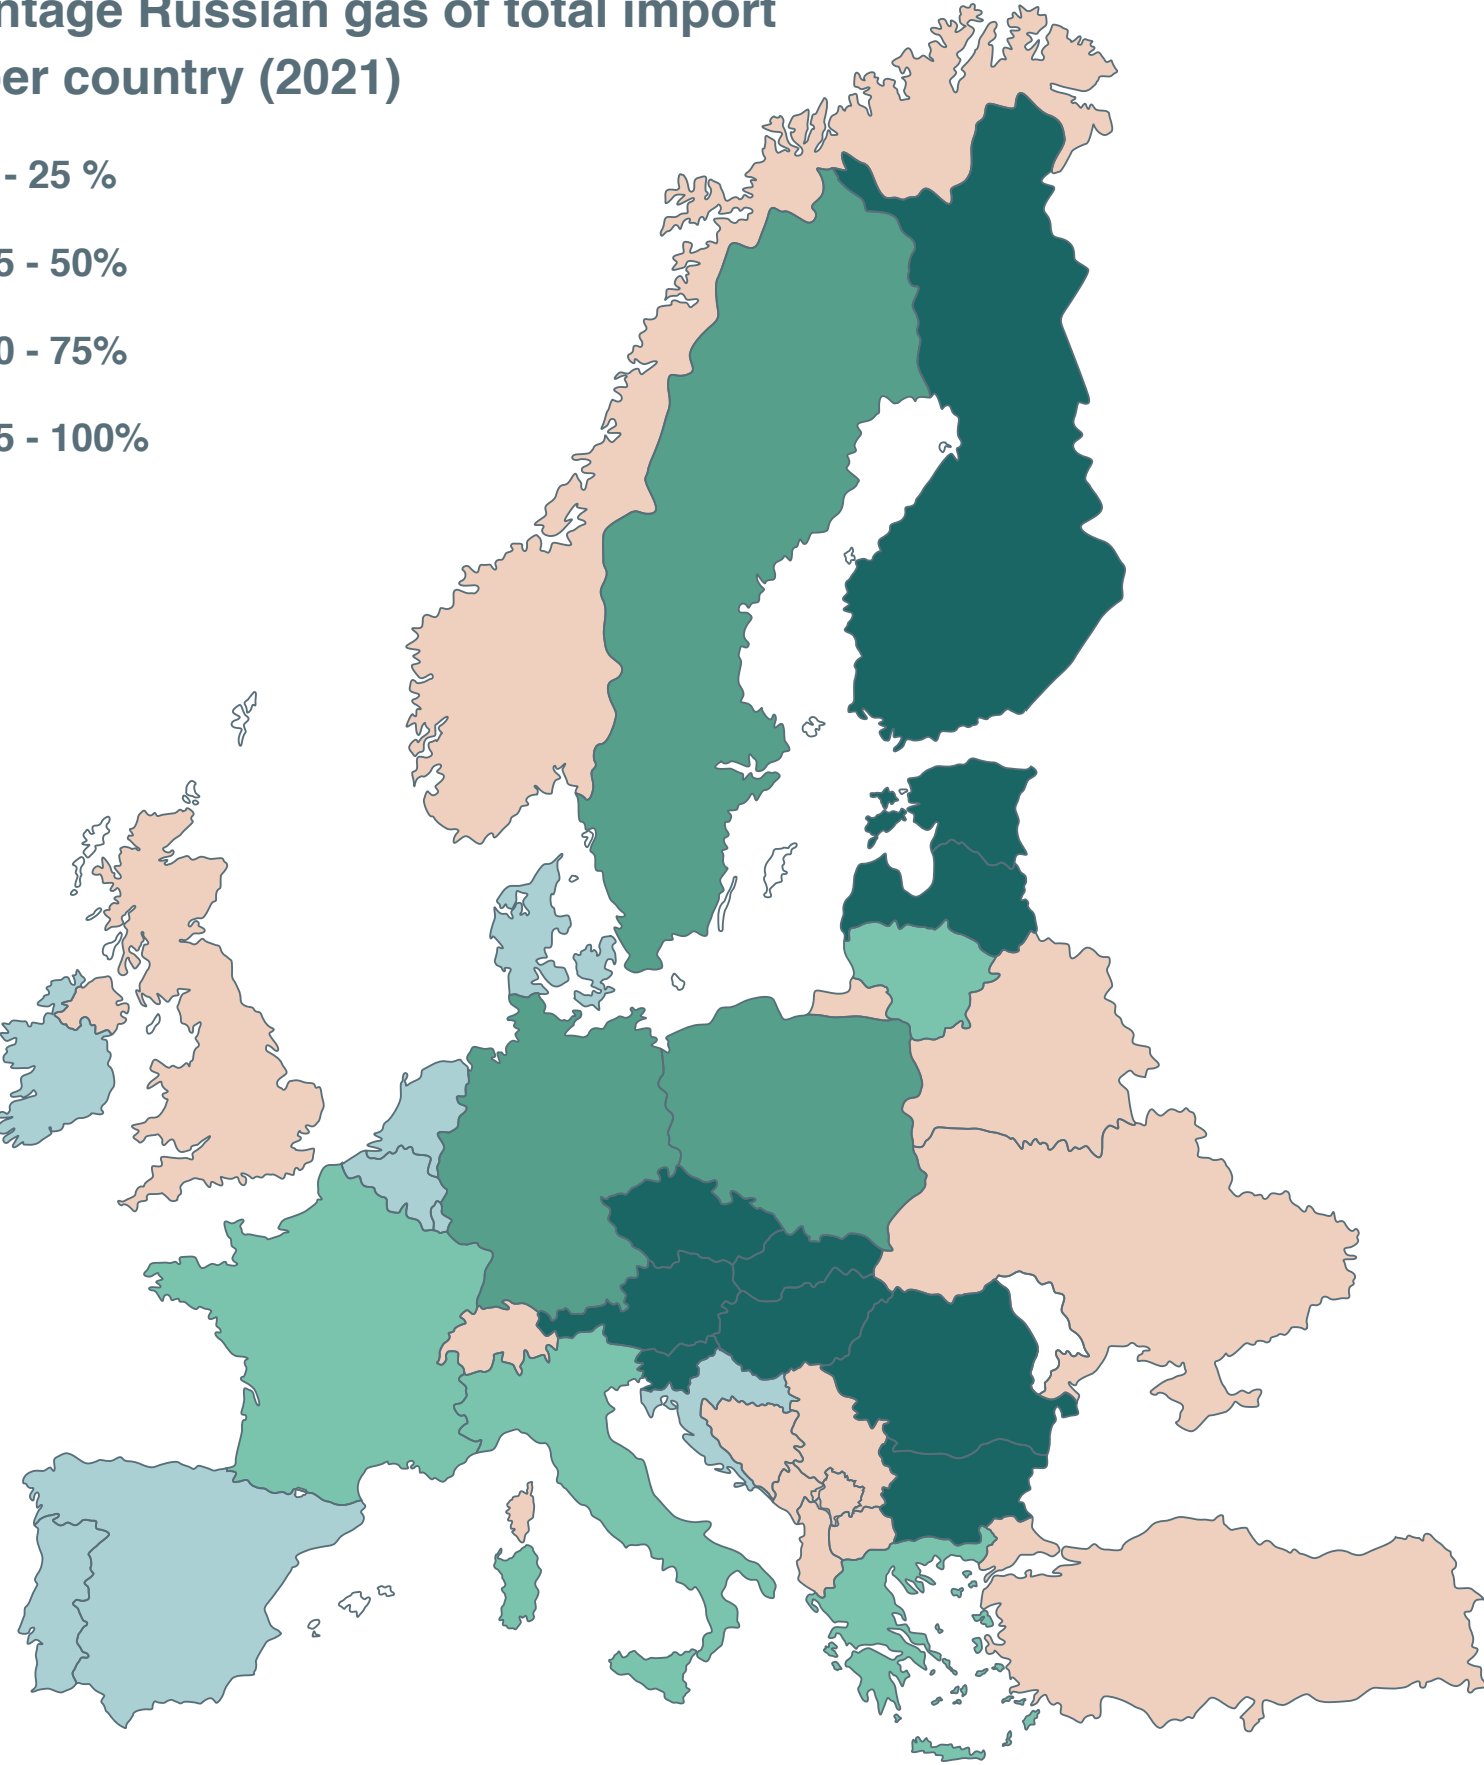 ntage Russian gas of total import
er country (2021)
- 25 %
5 - 50%
0 - 75%
5 - 100%